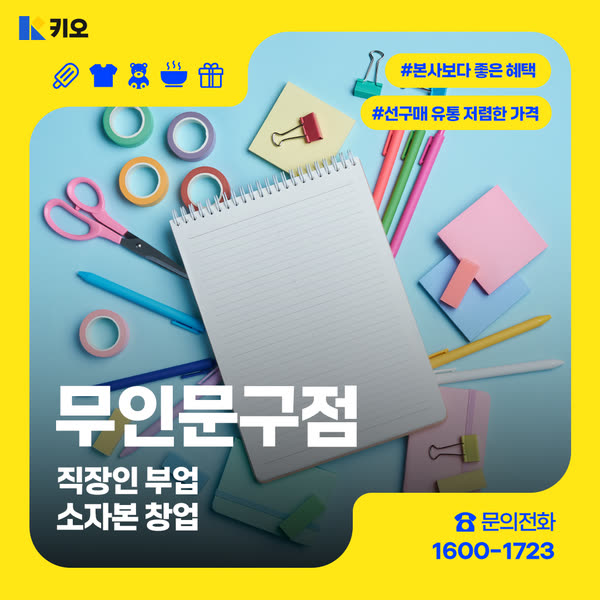 키오
#본사보다 좋은 혜택
#선구매 유통 저렴한 가격
무인문구점
직장인 부업
소자본 창업
☎ 문의전화
1600-1723